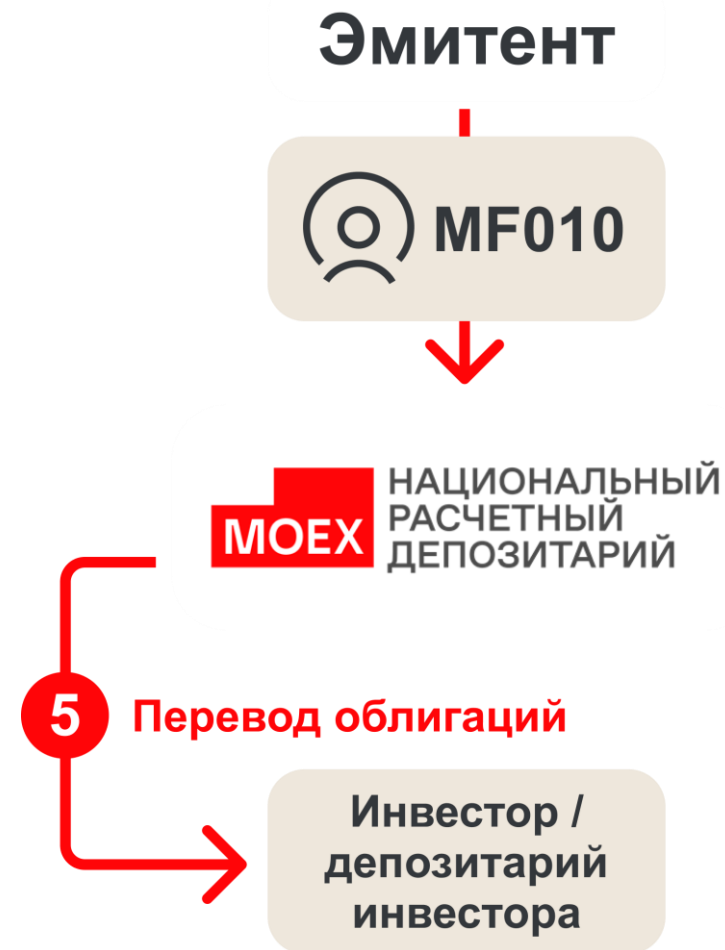 Эмитент
MF010
MOEX
НАЦИОНАЛЬНЫЙ
РАСЧЕТНЫЙ
ДЕПОЗИТАРИЙ
5 Перевод облигаций
Инвестор /
депозитарий
инвестора